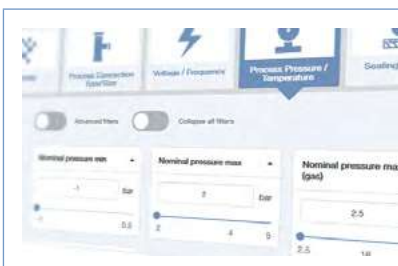 Process Connection
Type/Size
Voltage / Frequency
Process Pressure /
Temperature
Sealing
Advanced filters
Collapse all filters
Nominal pressure min
Nominal pressure max
Nominal pressure ma
(gas)
-1
bar
2
bar
2.5
-1
0.5
2
4
5
2.5
16